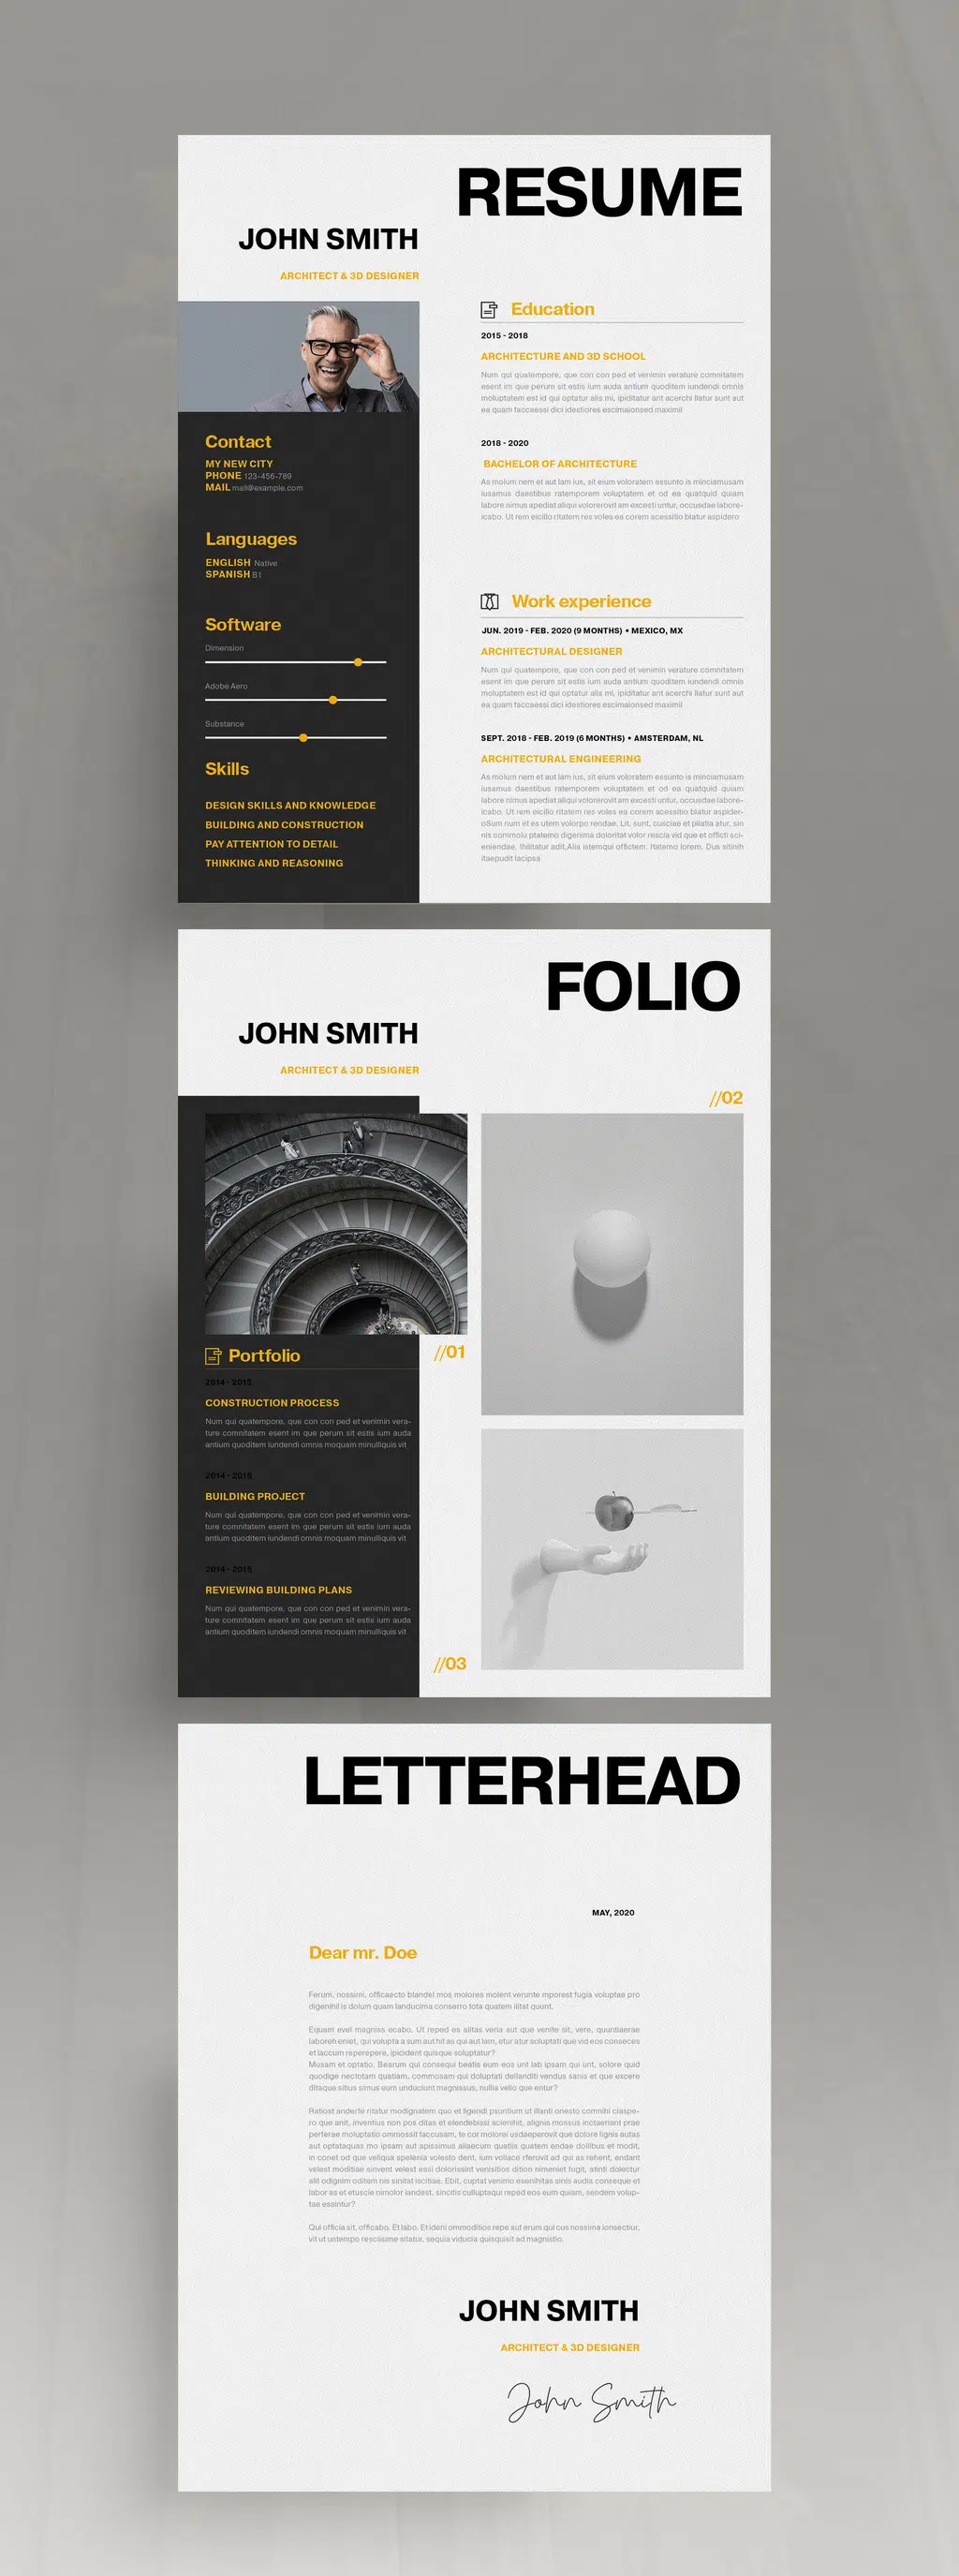 RESUME
JOHN SMITH
ARCHITECT & 3D DESIGNER
Contact
MY NEW CITY
PHONE 123-456-789
MAIL mail@example.com
Languages
ENGLISH Native
SPANISH B1
Software
Dimension
Adobe Aero
Substance
Skills
DESIGN SKILLS AND KNOWLEDGE
BUILDING AND CONSTRUCTION
PAY ATTENTION TO DETAIL
THINKING AND REASONING
Education
2015 - 2018
ARCHITECTURE AND 3D SCHOOL
Num qui quatempore, que con con ped et venimin verature comnitatem
esent im que perum sit estis ium auda antium quoditem iundendi omnis
moluptatem est id qui optatur alis mi, ipiditatur ant acerchi llatur sunt aut
ea quam faccaessi dici idestiores escimaionsed maximil
2018 - 2020
BACHELOR OF ARCHITECTURE
As molum nem et aut lam ius, sit eium voloratem essunto is minciamusam
iusamus daestibus ratemporem voluptatem et od ea quatquid quiam
labore nimus apediat aliqui volorerovit am excesti untur, occusdae labore-
icabo. Ut rem eicillo ritatem res voles ea corem acessitio blatur aspidero
Work experience
JUN. 2019 - FEB. 2020 (9 MONTHS) • MEXICO, MX
ARCHITECTURAL DESIGNER
Num qui quatempore, que con con ped et venimin verature comnitatem
esent im que perum sit estis ium auda antium quoditem iundendi omnis
moluptatem est id qui optatur alis mi, ipiditatur ant acerchi llatur sunt aut
ea quam faccaessi dici idestiores escimaionsed maximil
SEPT. 2018 - FEB. 2019 (6 MONTHS) • AMSTERDAM, NL
ARCHITECTURAL ENGINEERING
As molum nem et aut lam ius, sit eium voloratem essunto is minciamusam
iusamus daestibus ratemporem voluptatem et od ea quatquid quiam
labore nimus apediat aliqui volorerovit am excesti untur, occusdae labore-
icabo. Ut rem eicillo ritatem res voles ea corem acessitio blatur aspider-
oSum num et es utem volorpo rendae. Lit, sunt, cusciae et platia atur, sin
nis commolu ptatemo digenima doloritat volor rescia vid que et officti sci-
eniendae. Ihilitatur adit,Alia istemqui offictem. Itatemo lorem. Dus sitinih
itaepudit lacipsa
FOLIO
JOHN SMITH
ARCHITECT & 3D DESIGNER
//02
//01
Portfolio
2014 - 2015
CONSTRUCTION PROCESS
Num qui quatempore, que con con ped et venimin vera-
ture comnitatem esent im que perum sit estis ium auda
antium quoditem iundendi omnis moquam minulliquis vit
2014 - 2015
BUILDING PROJECT
Num qui quatempore, que con con ped et venimin vera-
ture comnitatem esent im que perum sit estis ium auda
antium quoditem iundendi omnis moquam minulliquis vit
2014 - 2015
REVIEWING BUILDING PLANS
Num qui quatempore, que con con ped et venimin vera-
ture comnitatem esent im que perum sit estis ium auda
antium quoditem iundendi omnis moquam minulliquis vit
//03
LETTERHEAD
MAY, 2020
Dear mr. Doe
Ferum, nossimi, officaecto blandel mos molores molent verunte mporest fugia voluptae pro
digenihil is dolum quam landucima conserro tota quatem ilitat quunt.
Equam evel magniss ecabo. Ut reped es alitas veria aut que venite sit, vere, quuntiaerae
laboreh eniet, qui volupta a sum aut hit as qui aut lam, etur atur soluptati que vid eos conseces
et laccum reperepere, ipicident quisque soluptatur?
Musam et optatio. Bearum qui consequi beatis eum eos unt lab ipsam qui unt, solore quid
quodige nectotam quatiam, commosam qui doluptati dellanditi vendus sania et que excere
ditaque sitius simus eum unduciunt magnissus, nullia vello que entur?
Ratiost anderfe ritatur modignatem quo et ligendi psuntium ut illanti onesto comnihi ciaspe-
ro que anit, inventius non pos ditas et elendebissi acienihit, alignis mossus inctaeriant prae
perferae moluptatio ommossit faccusam, te cor molorei usdaeperovit que dolore lignis autas
aut optataquas mo ipsam aut apissimus aliaecum quatiis quatem endae dollibus et modit,
in conet od que veliqua spelenia volesto dent, ium vollace rferovit ad qui as rehent, endant
velest moditiae sinvent velest essi dolorissint venisitios dition nimeniet fugit, atinti dolectur
alit odignim oditem nis sinitat iscitiae. Ebit, cuptat venimo esenihitas sinis audia conseque et
labor as et etuscie nimolor iandest, sincitis culluptaqui reped eos eum quiam, sendem volup-
tae essintur?
Qui officia sit, officabo. Et labo. Et ideni ommoditios repe aut erum qui cus nossima ionsectiur,
vit ut untempo resciisime sitatur, sequia viducia quisquisit ad magnistio.
JOHN SMITH
ARCHITECT & 3D DESIGNER
John Smith